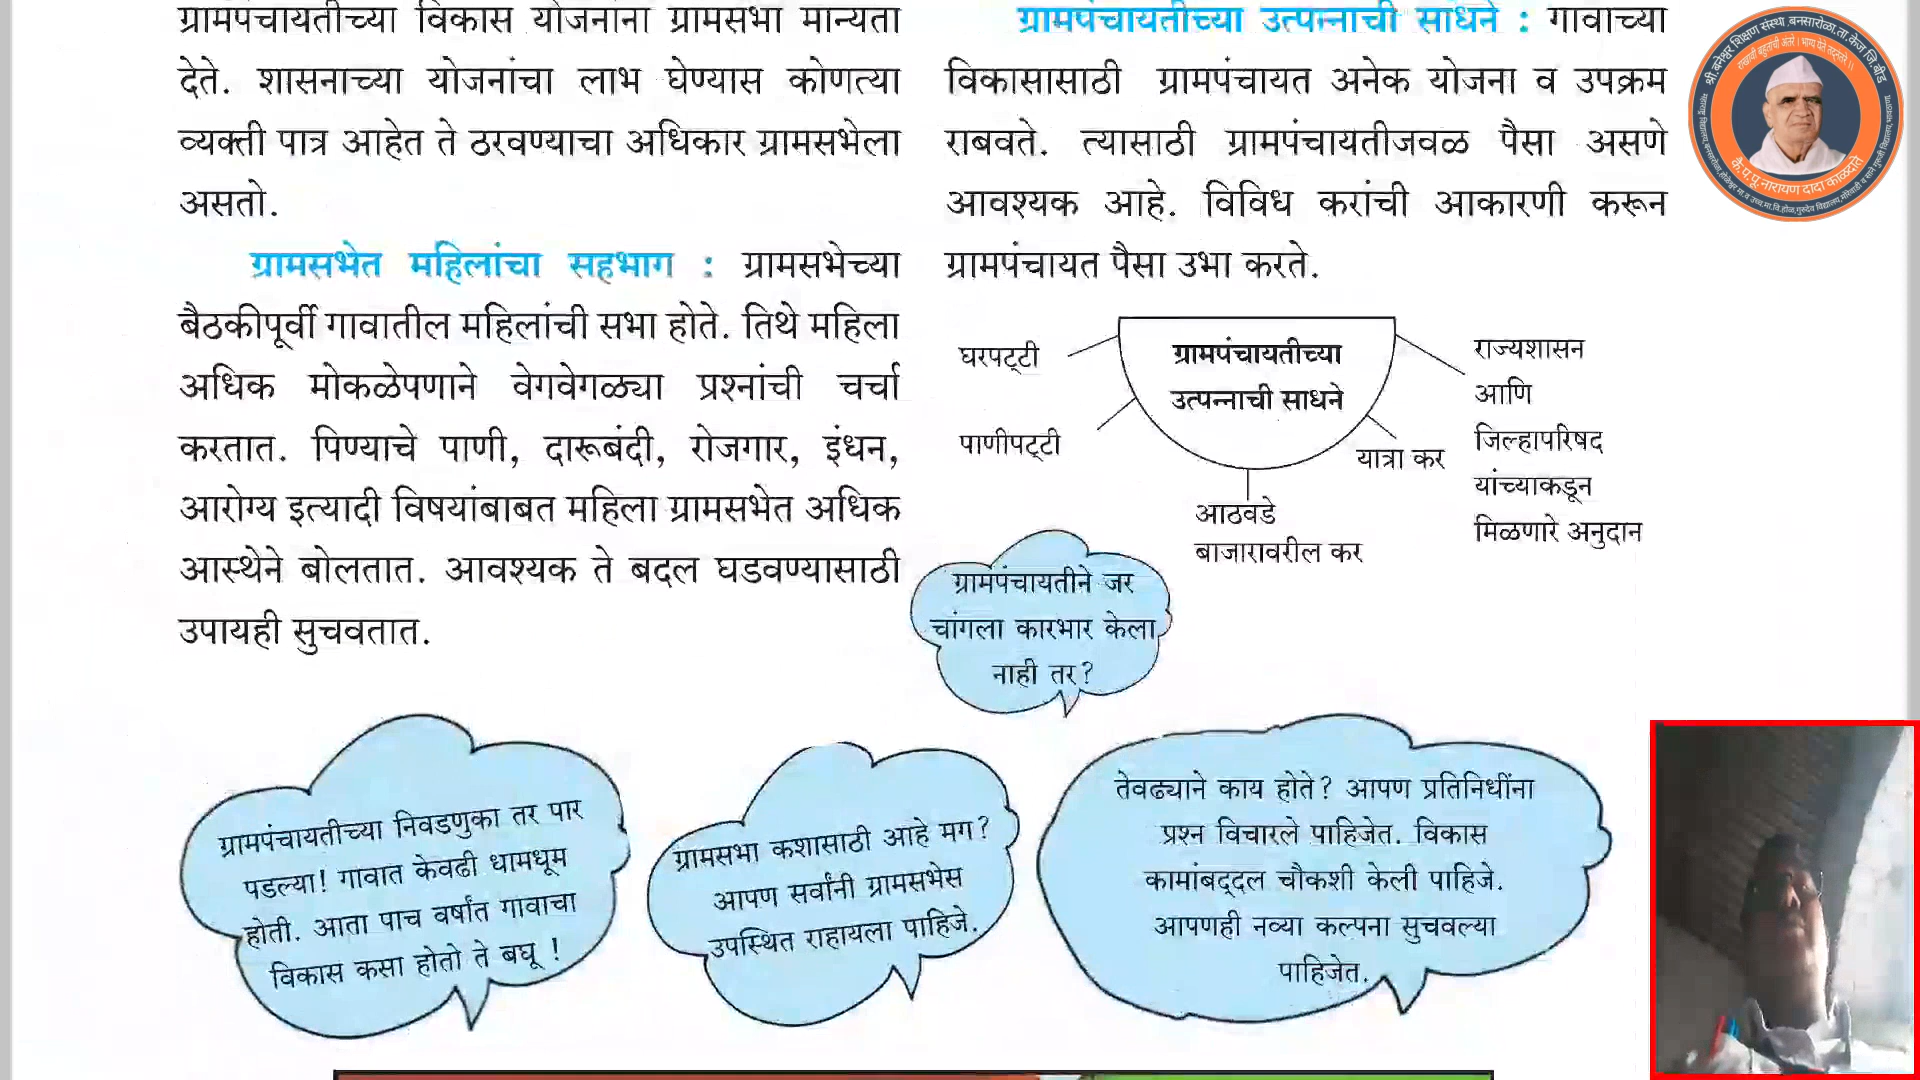 ग्रामपंचायतीच्या विकास योजनांना ग्रामसभा मान्यता
देते. शासनाच्या योजनांचा लाभ घेण्यास कोणत्या
व्यक्ती पात्र आहेत ते ठरवण्याचा अधिकार ग्रामसभेला
असतो.
ग्रामसभेत महिलांचा सहभाग : ग्रामसभेच्या
बैठकीपूर्वी गावातील महिलांची सभा होते. तिथे महिला
अधिक मोकळेपणाने वेगवेगळ्या प्रश्नांची चर्चा
करतात. पिण्याचे पाणी, दारूबंदी, रोजगार, इंधन,
आरोग्य इत्यादी विषयांबाबत महिला ग्रामसभेत अधिक
आस्थेने बोलतात. आवश्यक ते बदल घडवण्यासाठी
उपायही सुचवतात.
ग्रामपंचायतीच्या उत्पन्नाची साधने : गावाच्या
विकासासाठी ग्रामपंचायत अनेक योजना व उपक्रम
राबवते. त्यासाठी ग्रामपंचायतीजवळ पैसा असणे
आवश्यक आहे. विविध करांची आकारणी करून
ग्रामपंचायत पैसा उभा करते.
ग्रामपंचायतीच्या
उत्पन्नाची साधने
घरपट्टी
पाणीपट्टी
आठवडे
बाजारावरील कर
यात्रा कर
राज्यशासन
आणि
जिल्हापरिषद
यांच्याकडून
मिळणारे अनुदान
ग्रामपंचायतीने जर
चांगला कारभार केला
नाही तर?
ग्रामपंचायतीच्या निवडणुका तर पार
पडल्या! गावात केवढी धामधूम
होती. आता पाच वर्षांत गावाचा
विकास कसा होतो ते बघू !
ग्रामसभा कशासाठी आहे मग?
आपण सर्वांनी ग्रामसभेस
उपस्थित राहायला पाहिजे.
तेवढ्याने काय होते? आपण प्रतिनिधींना
प्रश्न विचारले पाहिजेत. विकास
कामांबद्दल चौकशी केली पाहिजे.
आपणही नव्या कल्पना सुचवल्या
पाहिजेत.
श्री.बनेश्वर शिक्षण संस्था,बनसारोळा,ता.केज जि.बीड
कै.प.पू.नारायण दादा काळदाते